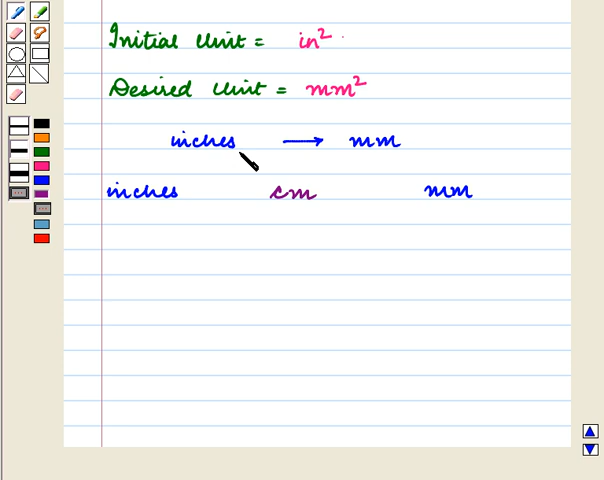 Initial Unit = in²
Desired Unit = mm²
inches → mm
inches cm mm